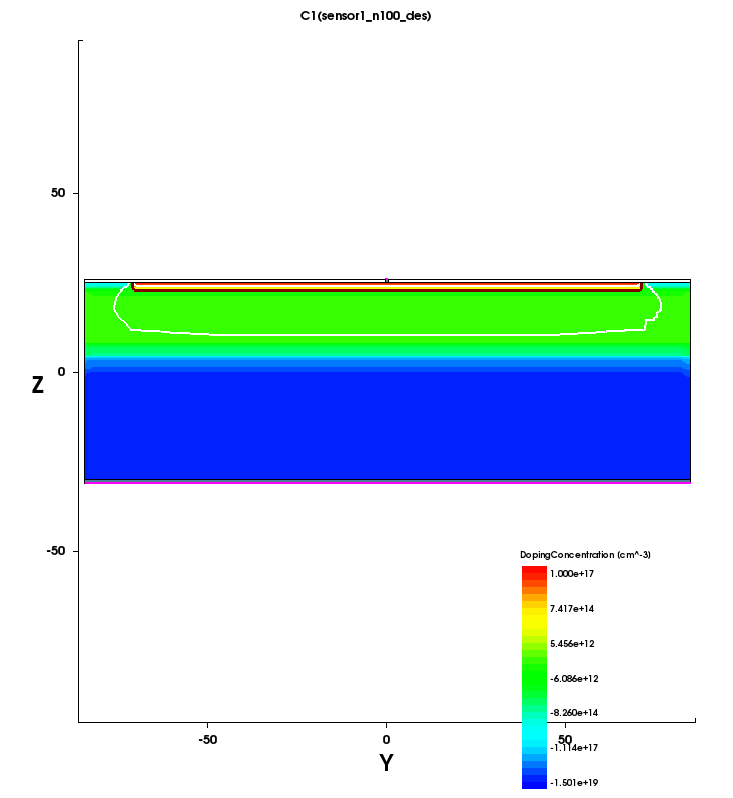 C1(sensor1_n100_des)
50
0
-50
Z
-50
0
50
Y
DopingConcentration (cm^-3)
1.000e+17
7.417e+14
5.456e+12
-6.086e+12
-8.260e+14
-1.114e+17
-1.501e+19